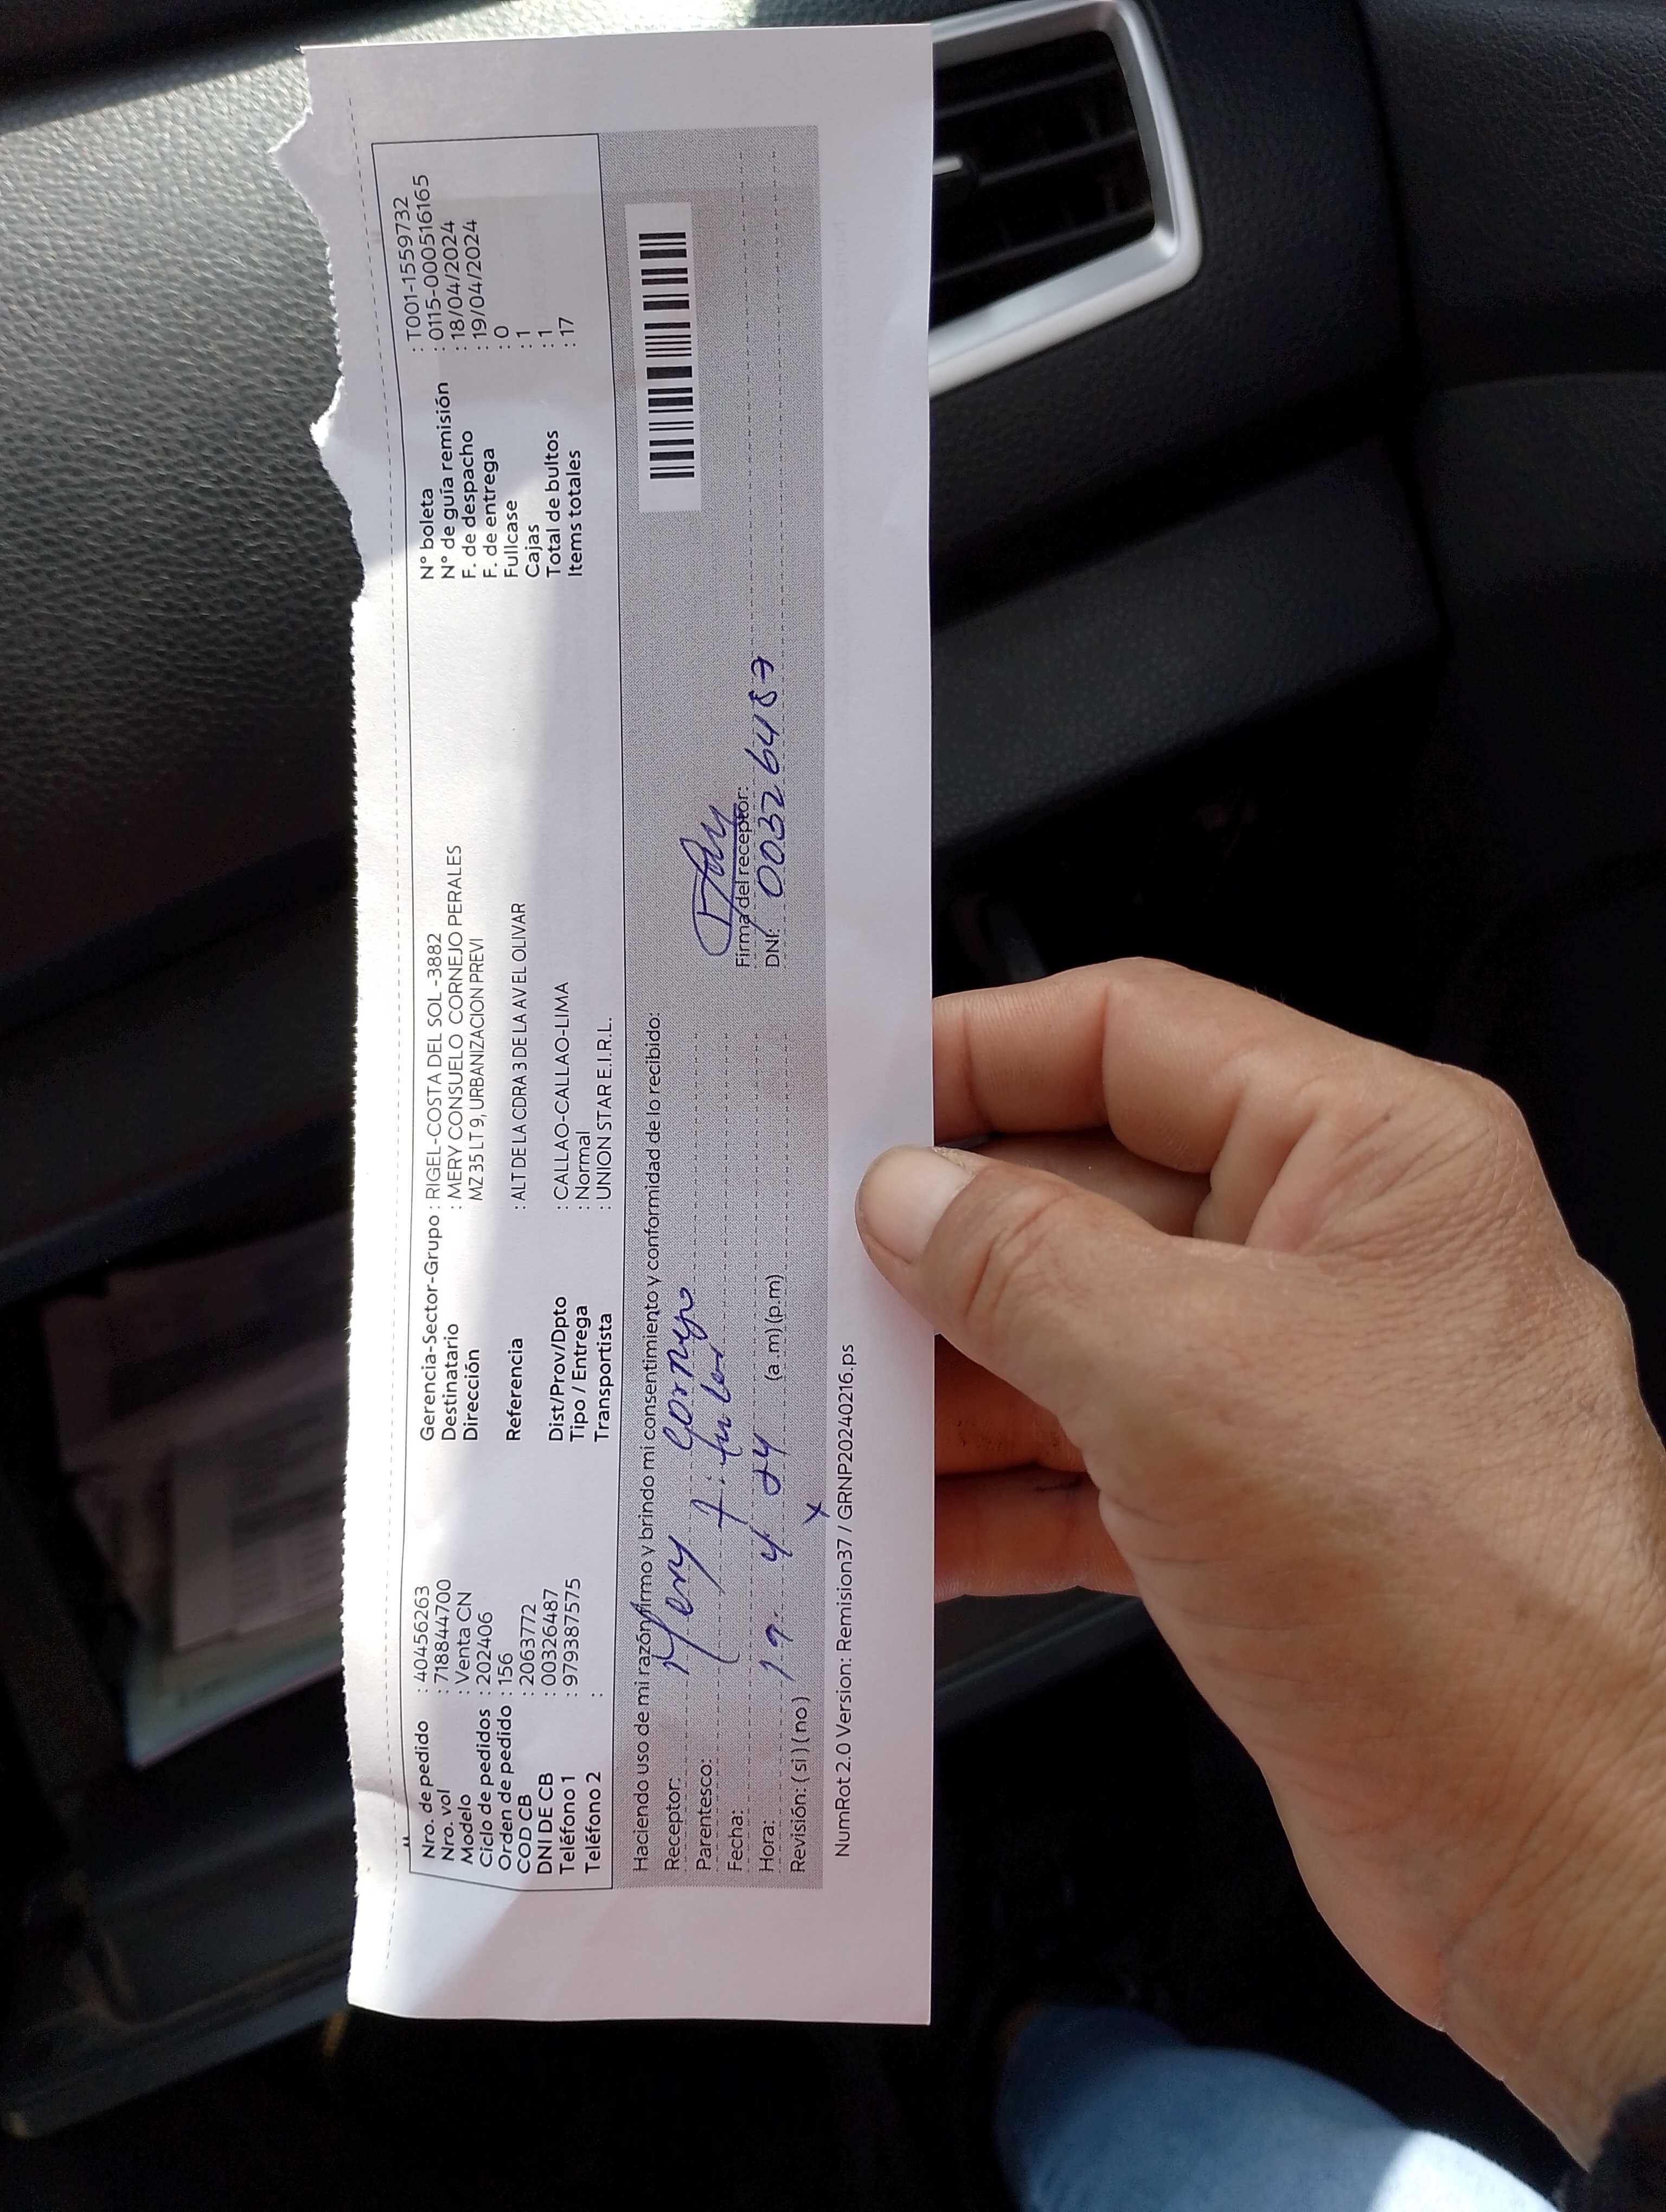 Nro. de pedido : 40456263
Nro. vol : 718844700
Modelo : Venta CN
Ciclo de pedidos : 202406
Orden de pedido : 156
COD CB : 2063772
DNI DE CB : 00326487
Teléfono 1 : 979387575
Teléfono 2 :
Gerencia-Sector-Grupo : RIGEL-COSTA DEL SOL -3882
Destinatario : MERY CONSUELO CORNEJO PERALES
Dirección MZ 35 LT 9, URBANIZACION PREVI
Referencia : ALT DE LA CDRA 3 DE LA AV EL OLIVAR
Dist/Prov/Dpto : CALLAO-CALLAO-LIMA
Tipo / Entrega : Normal
Transportista : UNION STAR E.I.R.L.
N° boleta : T001-1559732
N° de guía remisión : 0115-000516165
F. de despacho : 18/04/2024
F. de entrega : 19/04/2024
Fullcase : 0
Cajas : 1
Total de bultos : 1
Items totales : 17
Haciendo uso de mi razón firmo y brindo mi consentimiento y conformidad de lo recibido:
Receptor: Mery Cornejo
Parentesco:
Fecha: 19. 4. 24
Hora: (a .m) (p.m)
Revisión: ( si ) ( no ) x
Firma del receptor:
DNI: 00326487
NumRot 2.0 Version: Remision37 / GRNP20240216.ps